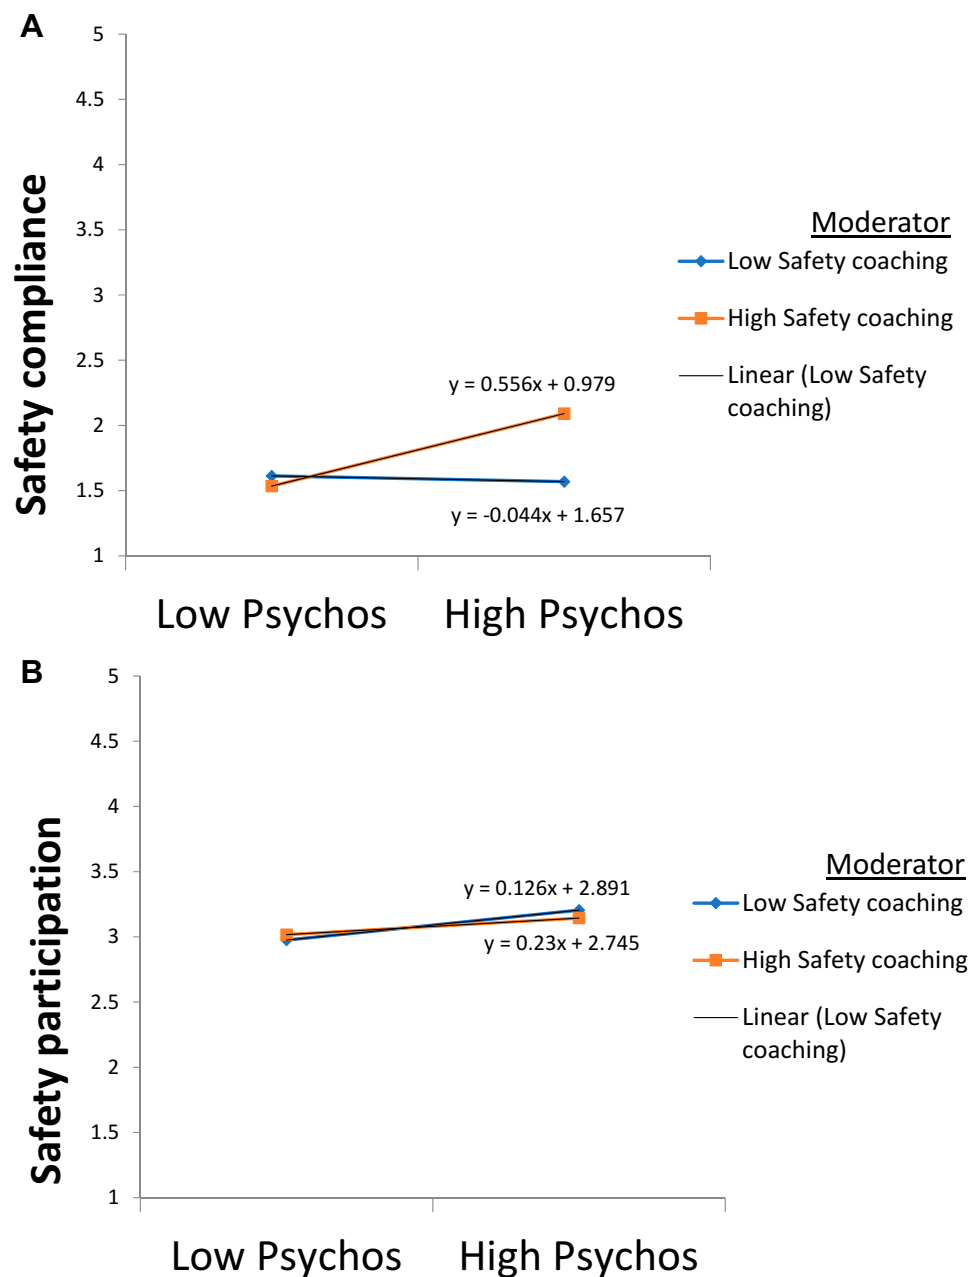 A
5
4.5
4
3.5
3
2.5
2
1.5
1
Safety compliance
y = 0.556x + 0.979
y = -0.044x + 1.657
Low Psychos
High Psychos
Moderator
Low Safety coaching
High Safety coaching
Linear (Low Safety
coaching)
B
5
4.5
4
3.5
3
2.5
2
1.5
1
Safety participation
y = 0.126x + 2.891
y = 0.23x + 2.745
Low Psychos
High Psychos
Moderator
Low Safety coaching
High Safety coaching
Linear (Low Safety
coaching)